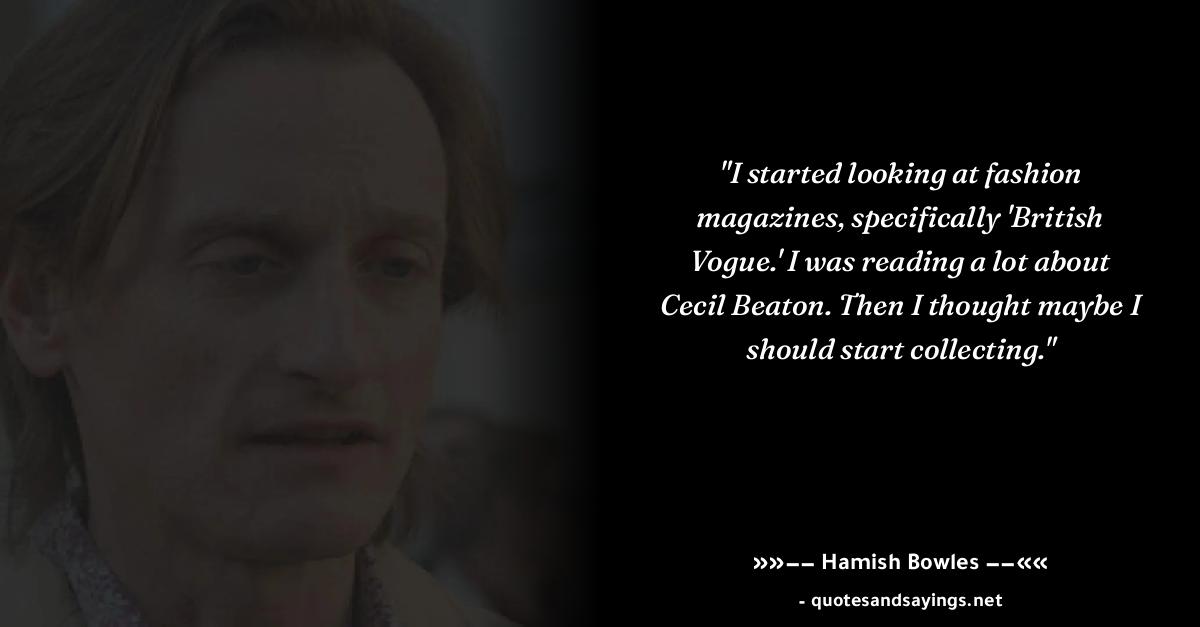 "I started looking at fashion
magazines, specifically 'British
Vogue.' I was reading a lot about
Cecil Beaton. Then I thought maybe I
should start collecting."
»»−− Hamish Bowles −−««
- quotesandsayings.net